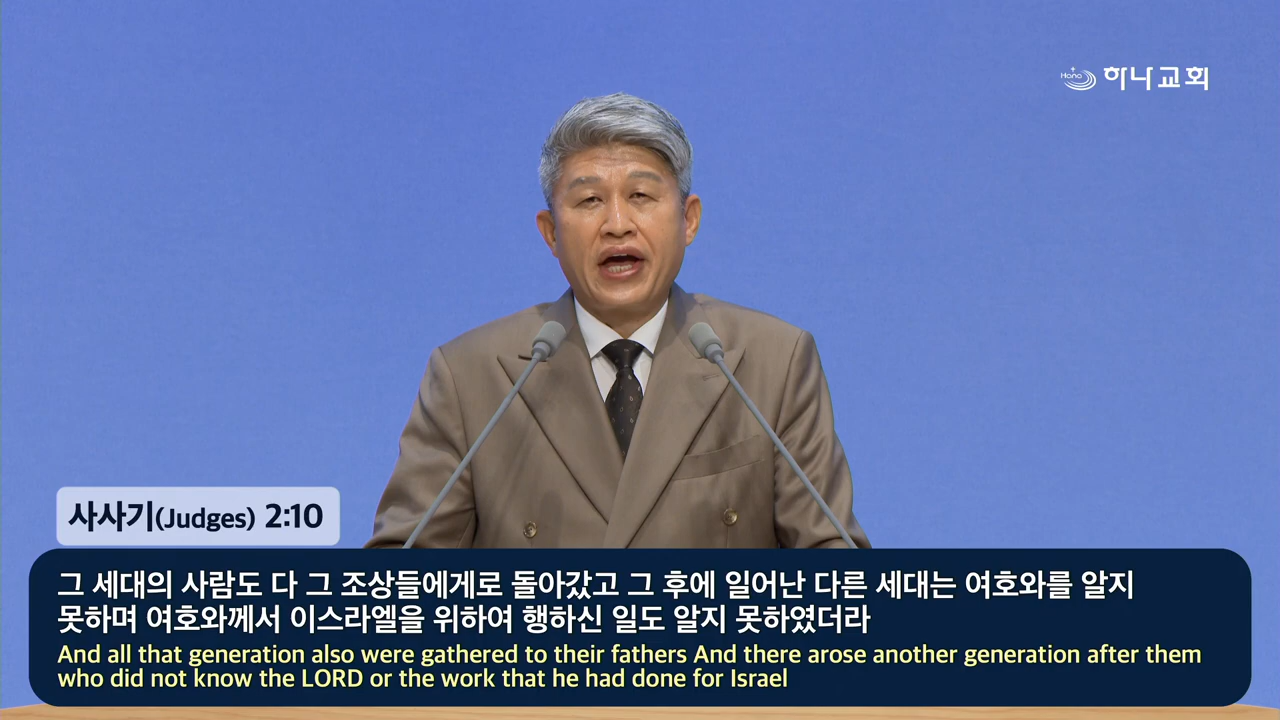 Hana 하나교회
사사기(Judges) 2:10
그 세대의 사람도 다 그 조상들에게로 돌아갔고 그 후에 일어난 다른 세대는 여호와를 알지
못하며 여호와께서 이스라엘을 위하여 행하신 일도 알지 못하였더라
And all that generation also were gathered to their fathers And there arose another generation after them
who did not know the LORD or the work that he had done for Israel